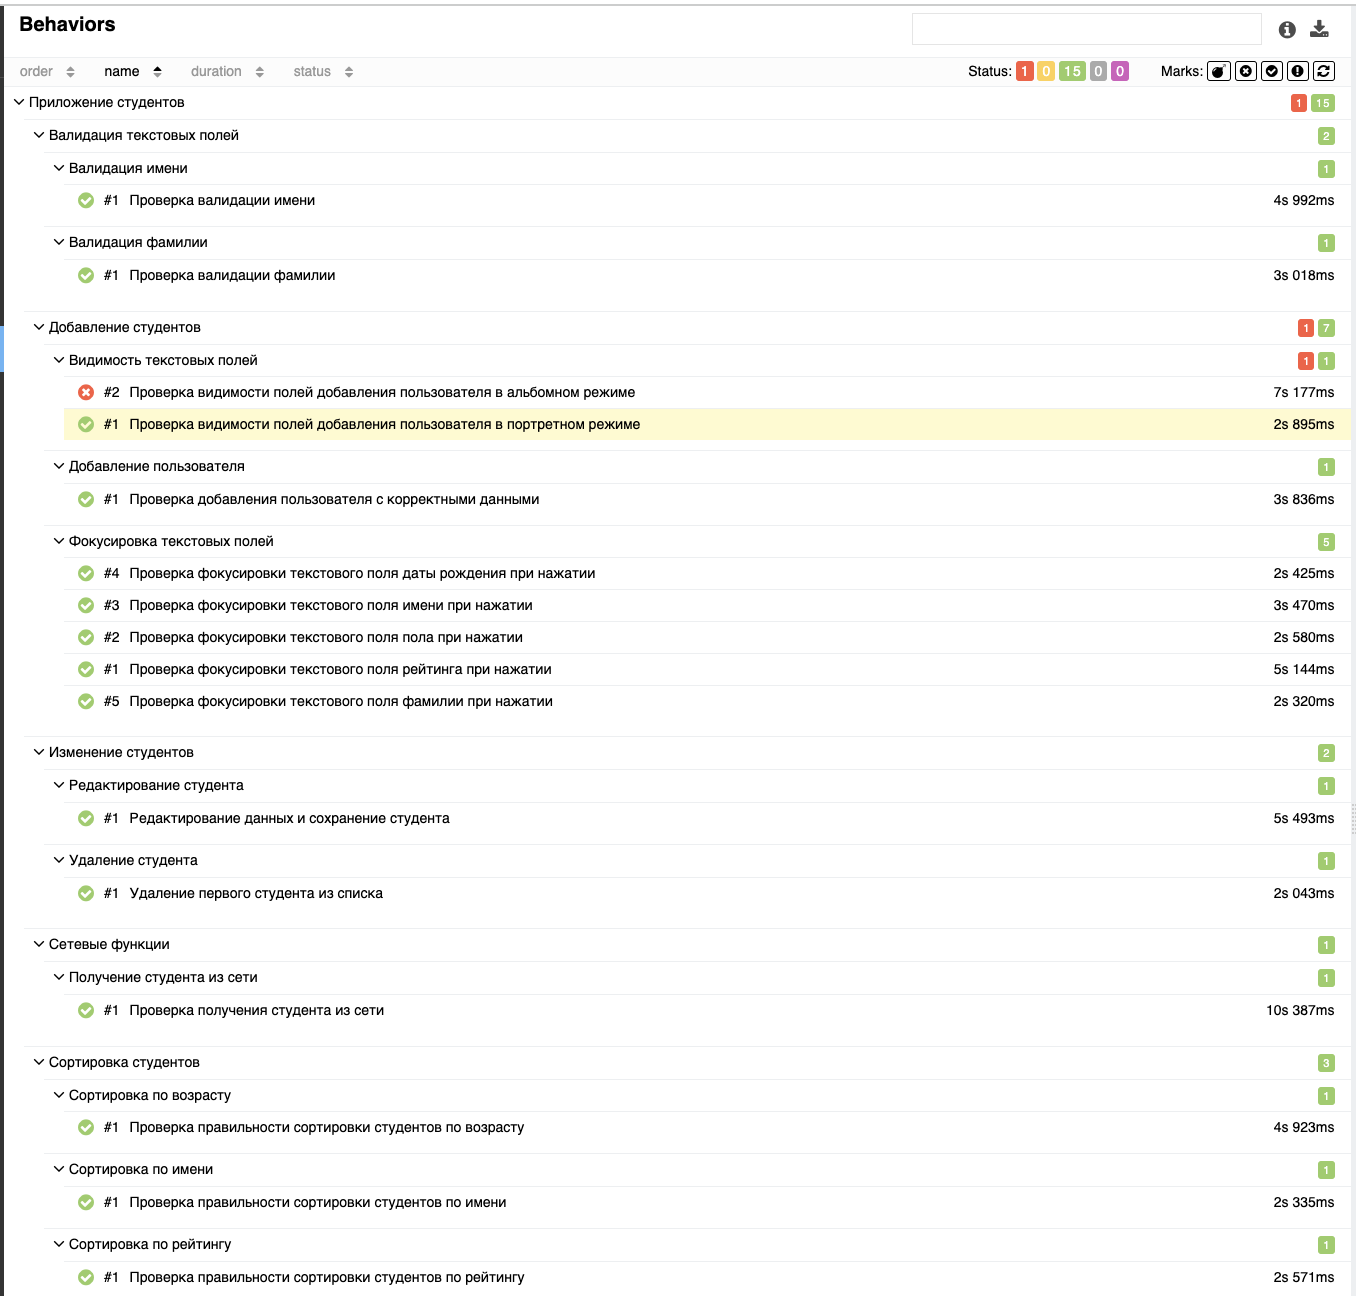 Behaviors
order name duration status Status: 1 0 15 0 0 Marks:
Приложение студентов 1 15
Валидация текстовых полей 2
Валидация имени 1
#1 Проверка валидации имени 4s 992ms
Валидация фамилии 1
#1 Проверка валидации фамилии 3s 018ms
Добавление студентов 1 7
Видимость текстовых полей 1 1
#2 Проверка видимости полей добавления пользователя в альбомном режиме 7s 177ms
#1 Проверка видимости полей добавления пользователя в портретном режиме 2s 895ms
Добавление пользователя 1
#1 Проверка добавления пользователя с корректными данными 3s 836ms
Фокусировка текстовых полей 5
#4 Проверка фокусировки текстового поля даты рождения при нажатии 2s 425ms
#3 Проверка фокусировки текстового поля имени при нажатии 3s 470ms
#2 Проверка фокусировки текстового поля пола при нажатии 2s 580ms
#1 Проверка фокусировки текстового поля рейтинга при нажатии 5s 144ms
#5 Проверка фокусировки текстового поля фамилии при нажатии 2s 320ms
Изменение студентов 2
Редактирование студента 1
#1 Редактирование данных и сохранение студента 5s 493ms
Удаление студента 1
#1 Удаление первого студента из списка 2s 043ms
Сетевые функции 1
Получение студента из сети 1
#1 Проверка получения студента из сети 10s 387ms
Сортировка студентов 3
Сортировка по возрасту 1
#1 Проверка правильности сортировки студентов по возрасту 4s 923ms
Сортировка по имени 1
#1 Проверка правильности сортировки студентов по имени 2s 335ms
Сортировка по рейтингу 1
#1 Проверка правильности сортировки студентов по рейтингу 2s 571ms